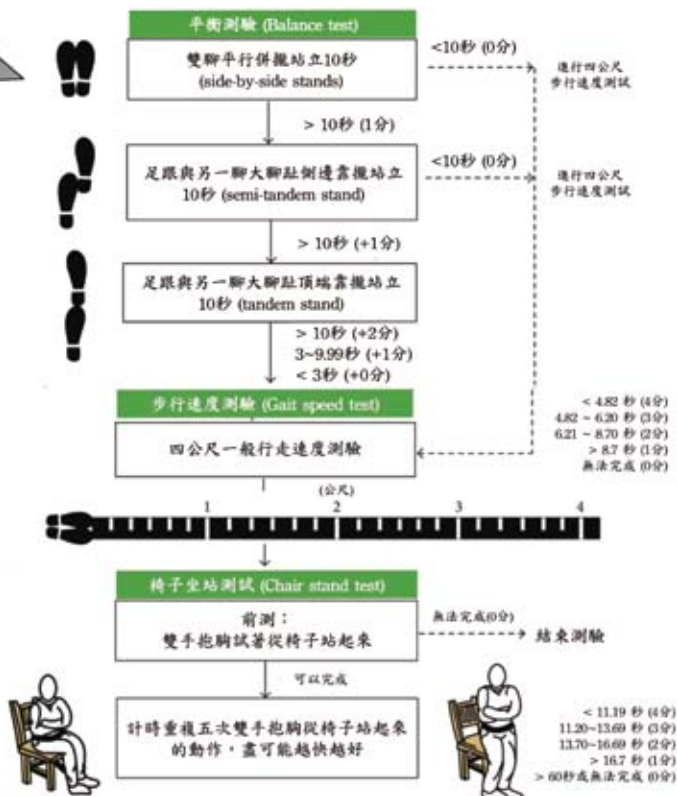 平衡測驗 (Balance test)
雙腳平行併攏站立10秒
(side-by-side stands)
<10秒 (0分)
進行四公尺
步行速度測試
> 10秒 (1分)
足跟與另一腳大腳趾側邊靠攏站立
10秒 (semi-tandem stand)
<10秒 (0分)
進行四公尺
步行速度測試
> 10秒 (+1分)
足跟與另一腳大腳趾頂端靠攏站立
10秒 (tandem stand)
> 10秒 (+2分)
3~9.99秒 (+1分)
< 3秒 (+0分)
步行速度測驗 (Gait speed test)
四公尺一般行走速度測驗
< 4.82 秒 (4分)
4.82 ~ 6.20 秒 (3分)
6.21 ~ 8.70 秒 (2分)
> 8.7 秒 (1分)
無法完成 (0分)
(公尺)
1 2 3 4
椅子坐站測試 (Chair stand test)
前測：
雙手抱胸試著從椅子站起來
無法完成(0分)
結束測驗
可以完成
計時重複五次雙手抱胸從椅子站起來
的動作，盡可能越快越好
< 11.19 秒 (4分)
11.20~13.69 秒 (3分)
13.70~16.69 秒 (2分)
> 16.7 秒 (1分)
> 60秒或無法完成 (0分)